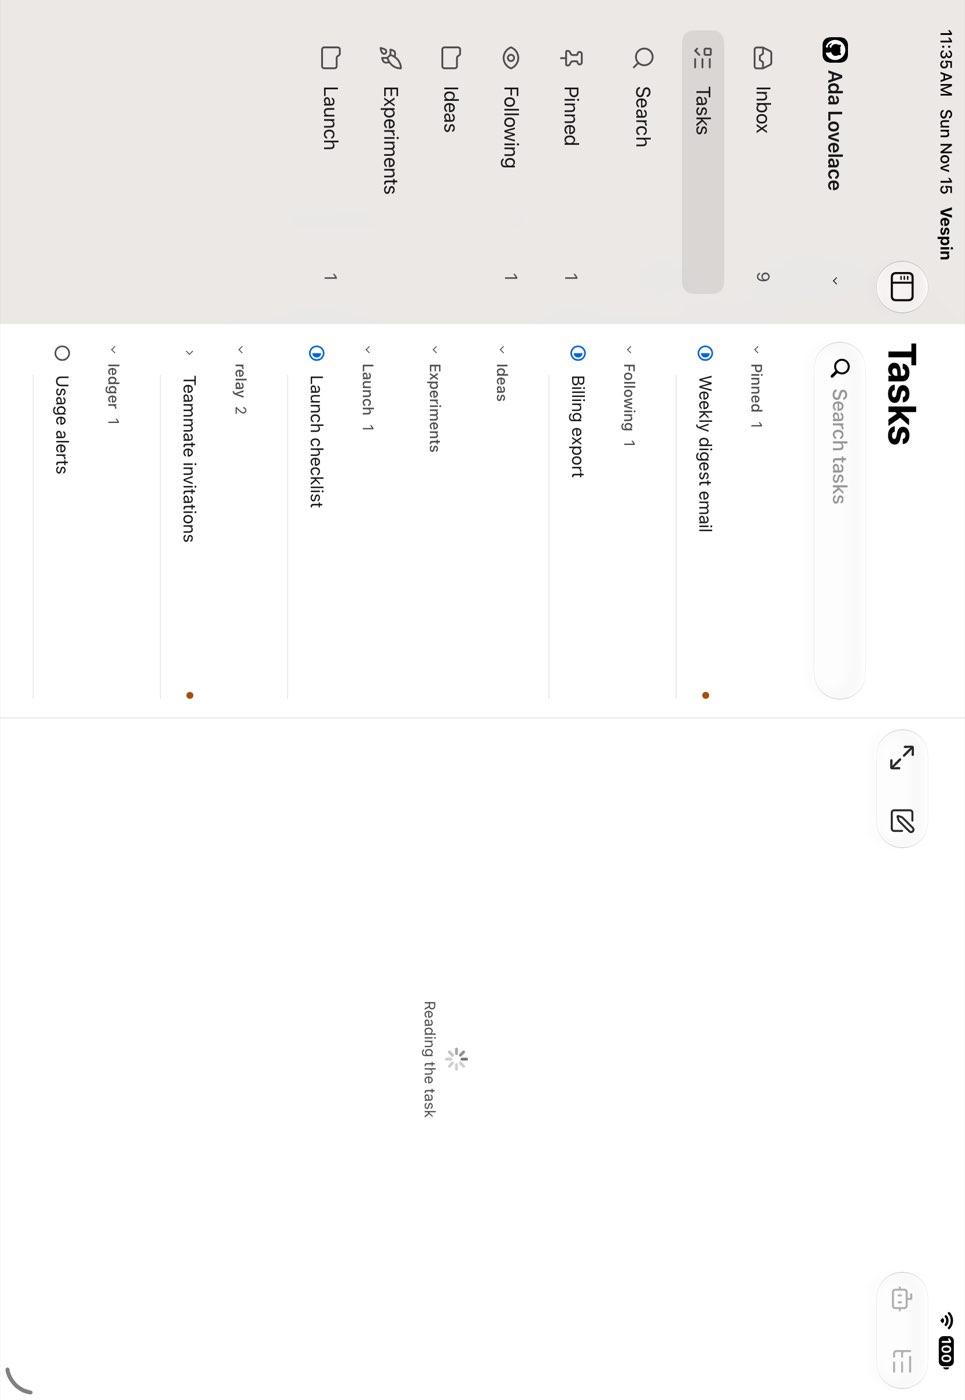 11:35 AM Sun Nov 15 Vespin
100
Ada Lovelace
Inbox 9
Tasks
Search
Pinned 1
Following 1
Ideas
Experiments
Launch 1
Tasks
Search tasks
Pinned 1
Weekly digest email
Following 1
Billing export
Ideas
Experiments
Launch 1
Launch checklist
relay 2
Teammate invitations
ledger 1
Usage alerts
Reading the task